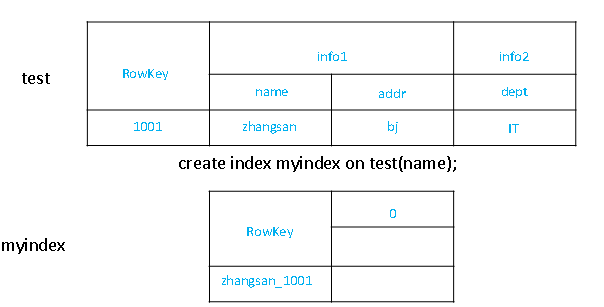 test
RowKey
info1
info2
name
addr
dept
1001
zhangsan
bj
IT
create index myindex on test(name);
myindex
RowKey
0
zhangsan_1001